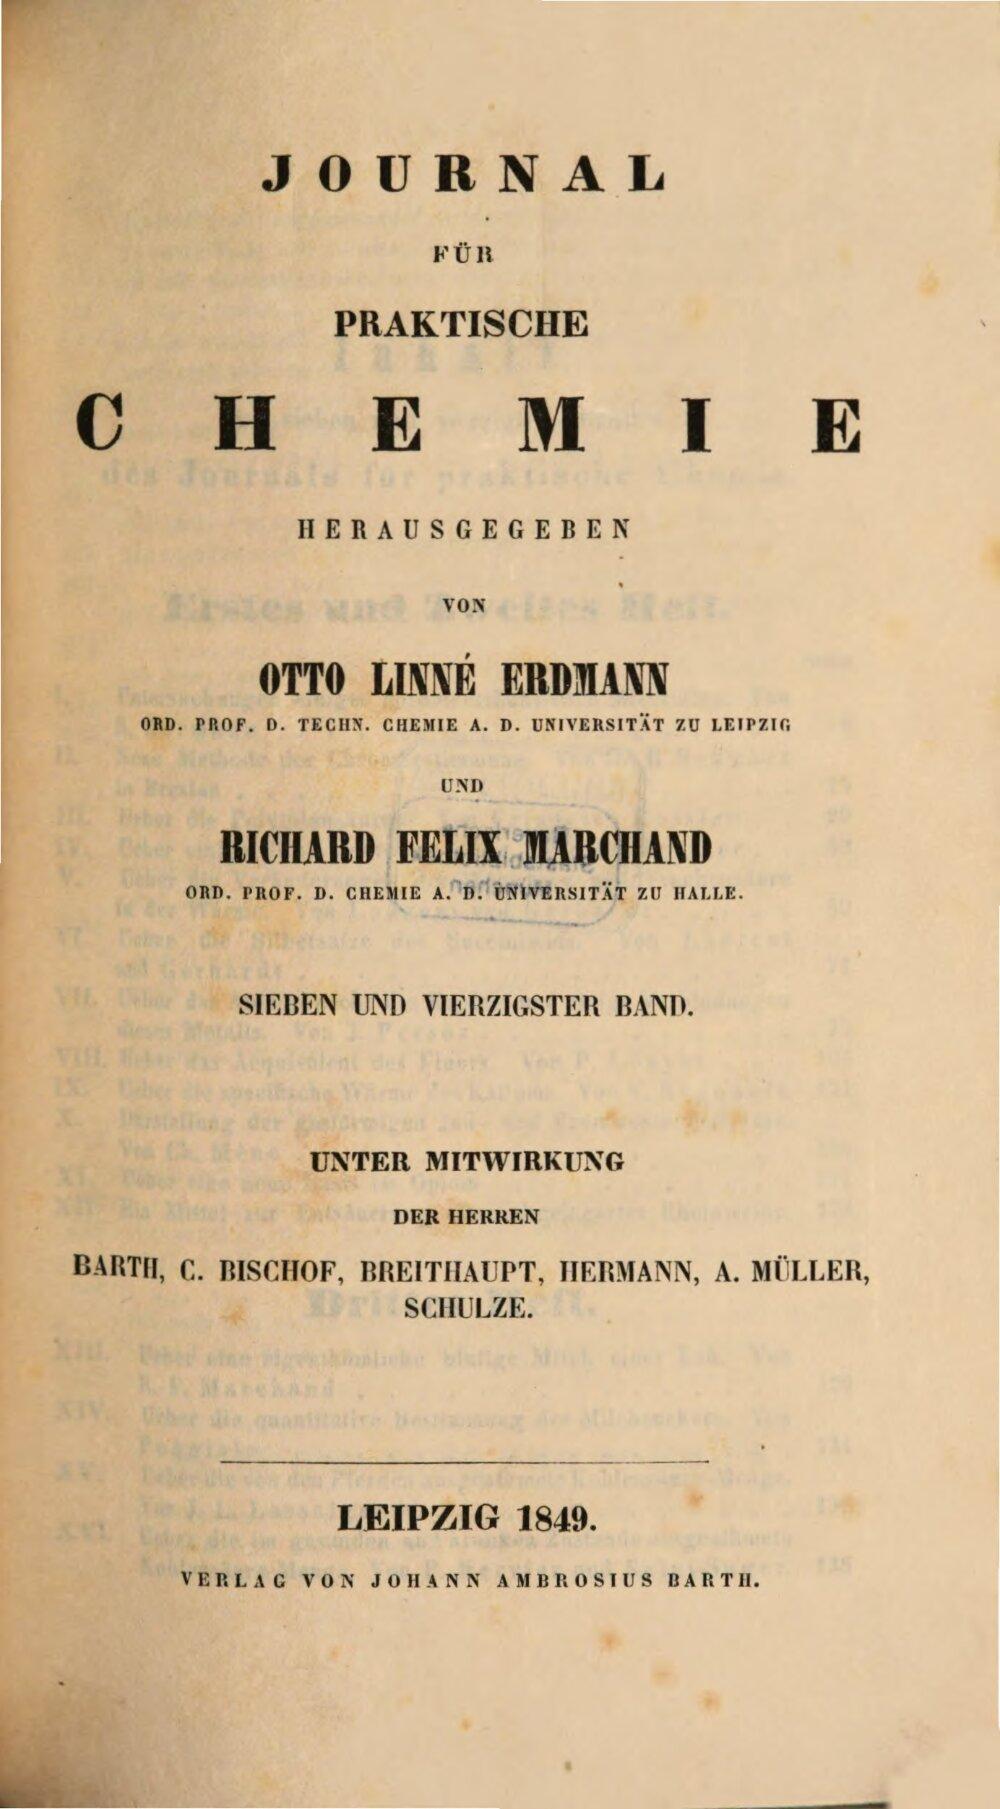 JOURNAL
FÜR
PRAKTISCHE
CHEMIE
HERAUSGEGEBEN
VON
OTTO LINNÉ ERDMANN
ORD. PROF. D. TECHN. CHEMIE A. D. UNIVERSITÄT ZU LEIPZIG
UND
RICHARD FELIX MARCHAND
ORD. PROF. D. CHEMIE A. D. UNIVERSITÄT ZU HALLE.
SIEBEN UND VIERZIGSTER BAND.
UNTER MITWIRKUNG
DER HERREN
BARTH, C. BISCHOF, BREITHAUPT, HERMANN, A. MÜLLER,
SCHULZE.
LEIPZIG 1849.
VERLAG VON JOHANN AMBROSIUS BARTH.